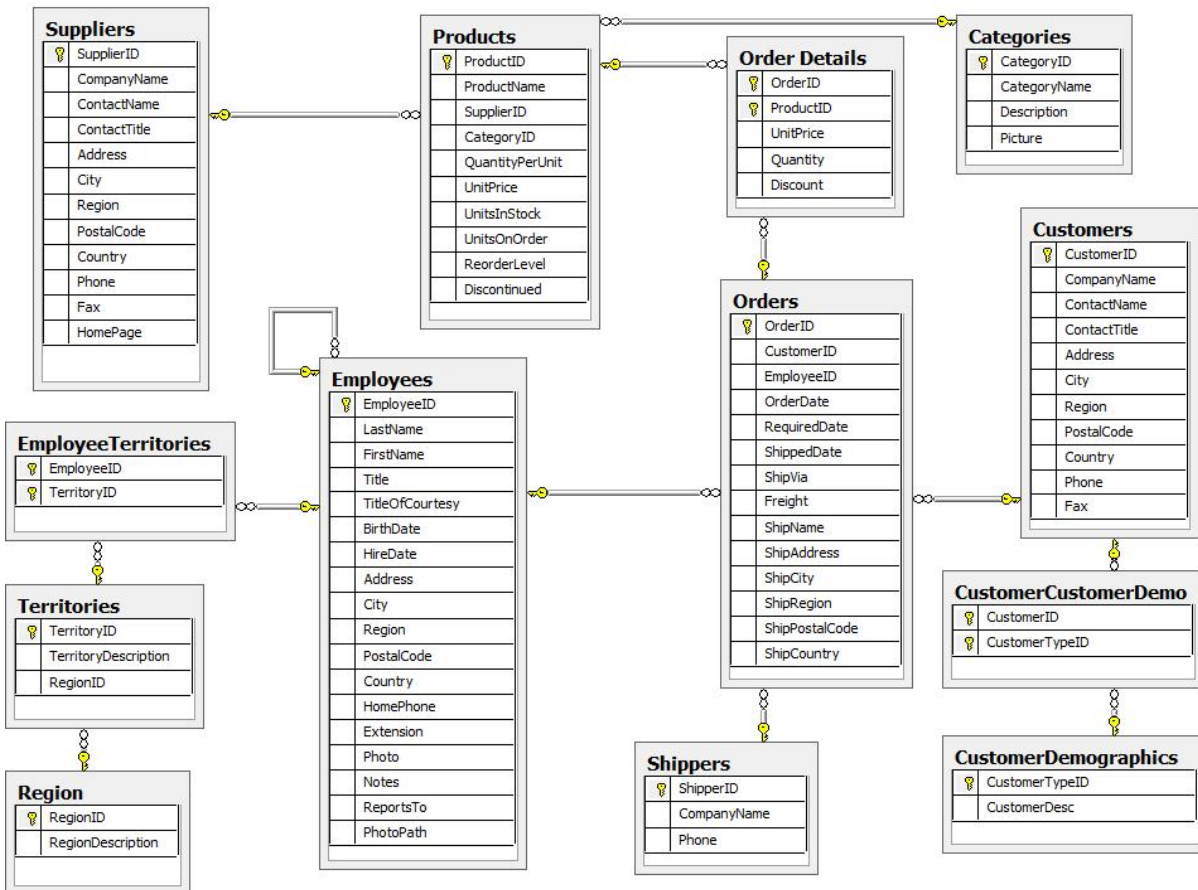 Suppliers
SupplierID
CompanyName
ContactName
ContactTitle
Address
City
Region
PostalCode
Country
Phone
Fax
HomePage
Products
ProductID
ProductName
SupplierID
CategoryID
QuantityPerUnit
UnitPrice
UnitsInStock
UnitsOnOrder
ReorderLevel
Discontinued
Order Details
OrderID
ProductID
UnitPrice
Quantity
Discount
Categories
CategoryID
CategoryName
Description
Picture
Customers
CustomerID
CompanyName
ContactName
ContactTitle
Address
City
Region
PostalCode
Country
Phone
Fax
Orders
OrderID
CustomerID
EmployeeID
OrderDate
RequiredDate
ShippedDate
ShipVia
Freight
ShipName
ShipAddress
ShipCity
ShipRegion
ShipPostalCode
ShipCountry
Employees
EmployeeID
LastName
FirstName
Title
TitleOfCourtesy
BirthDate
HireDate
Address
City
Region
PostalCode
Country
HomePhone
Extension
Photo
Notes
ReportsTo
PhotoPath
EmployeeTerritories
EmployeeID
TerritoryID
Territories
TerritoryID
TerritoryDescription
RegionID
Region
RegionID
RegionDescription
Shippers
ShipperID
CompanyName
Phone
CustomerCustomerDemo
CustomerID
CustomerTypeID
CustomerDemographics
CustomerTypeID
CustomerDesc